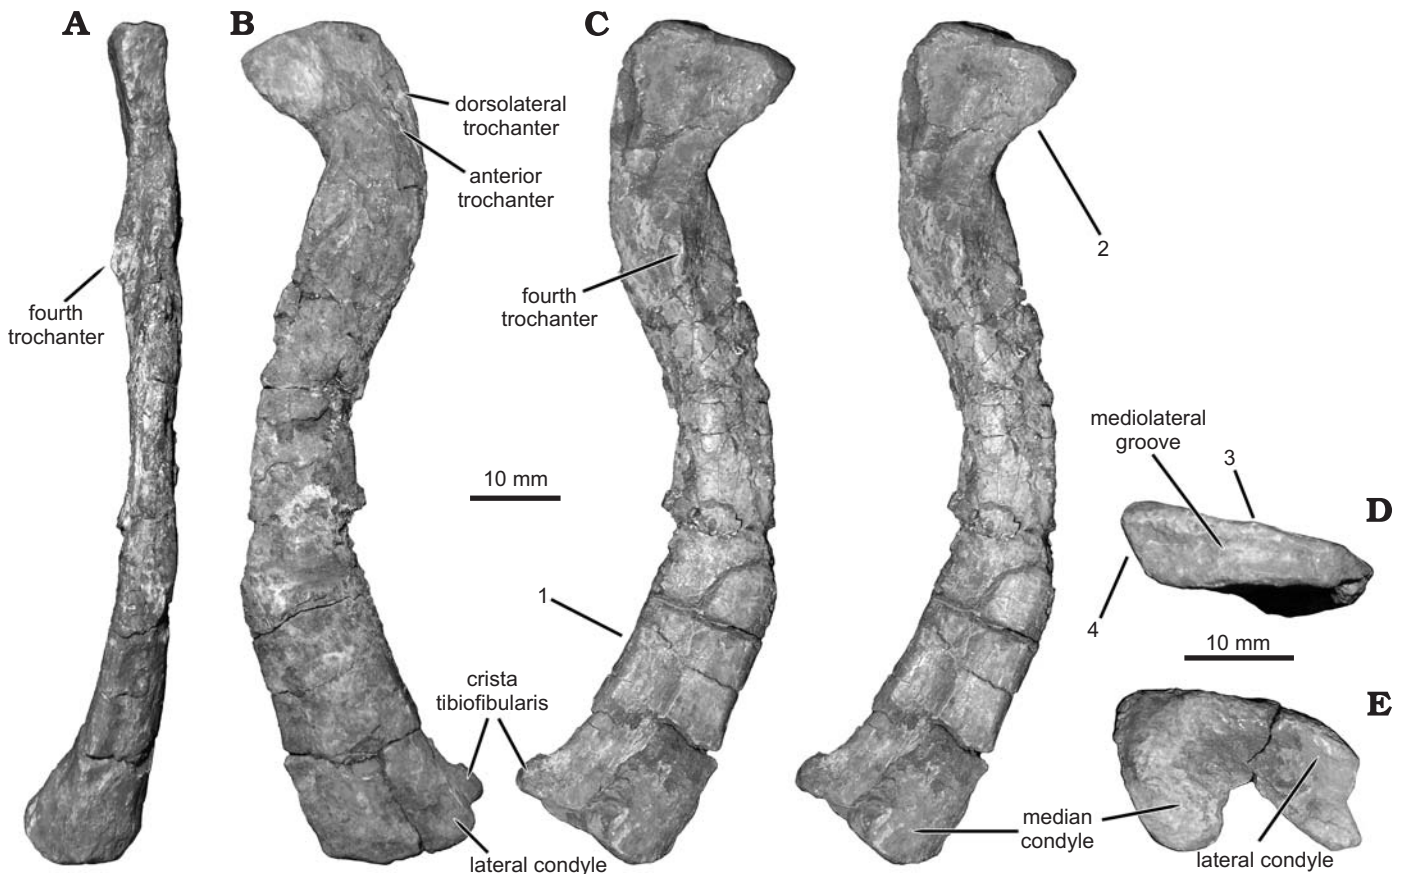 A
B
C
dorsolateral
trochanter
anterior
trochanter
2
fourth
trochanter
fourth
trochanter
mediolateral
groove
3
D
10 mm
1
4
10 mm
crista
tibiofibularis
E
median
condyle
lateral condyle
lateral condyle